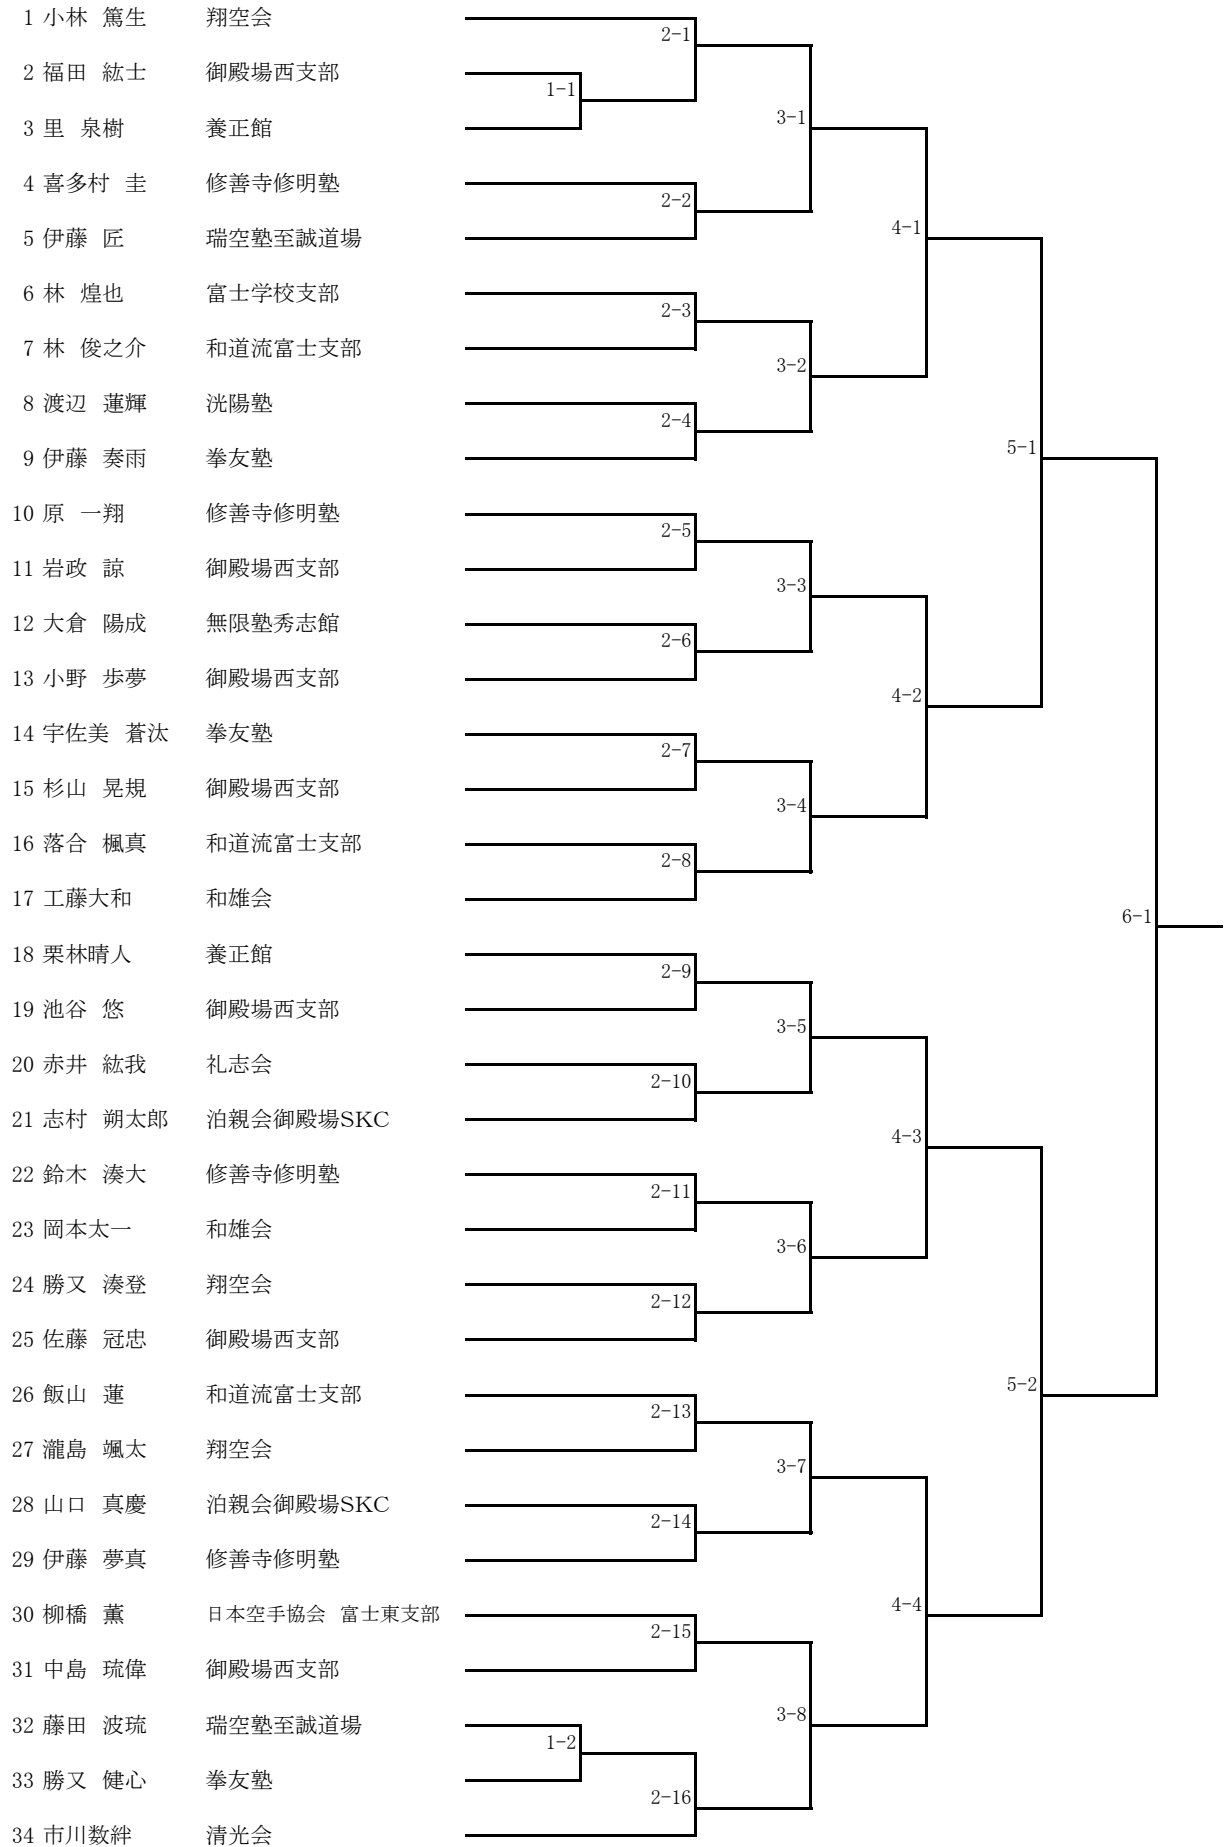 1 小林 篤生 翔空会
2-1
2 福田 紘士 御殿場西支部
1-1
3 里 泉樹 養正館
3-1
4 喜多村 圭 修善寺修明塾
2-2
5 伊藤 匠 瑞空塾至誠道場
4-1
6 林 煌也 富士学校支部
2-3
7 林 俊之介 和道流富士支部
3-2
8 渡辺 蓮輝 洸陽塾
2-4
9 伊藤 奏雨 拳友塾
5-1
10 原 一翔 修善寺修明塾
2-5
11 岩政 諒 御殿場西支部
3-3
12 大倉 陽成 無限塾秀志館
2-6
13 小野 歩夢 御殿場西支部
4-2
14 宇佐美 蒼汰 拳友塾
2-7
15 杉山 晃規 御殿場西支部
3-4
16 落合 楓真 和道流富士支部
2-8
17 工藤大和 和雄会
6-1
18 栗林晴人 養正館
2-9
19 池谷 悠 御殿場西支部
3-5
20 赤井 紘我 礼志会
2-10
21 志村 朔太郎 泊親会御殿場SKC
4-3
22 鈴木 湊大 修善寺修明塾
2-11
23 岡本太一 和雄会
3-6
24 勝又 湊登 翔空会
2-12
25 佐藤 冠忠 御殿場西支部
5-2
26 飯山 蓮 和道流富士支部
2-13
27 瀧島 颯太 翔空会
3-7
28 山口 真慶 泊親会御殿場SKC
2-14
29 伊藤 夢真 修善寺修明塾
4-4
30 柳橋 薫 日本空手協会 富士東支部
2-15
31 中島 琉偉 御殿場西支部
3-8
32 藤田 波琉 瑞空塾至誠道場
1-2
33 勝又 健心 拳友塾
2-16
34 市川数絆 清光会